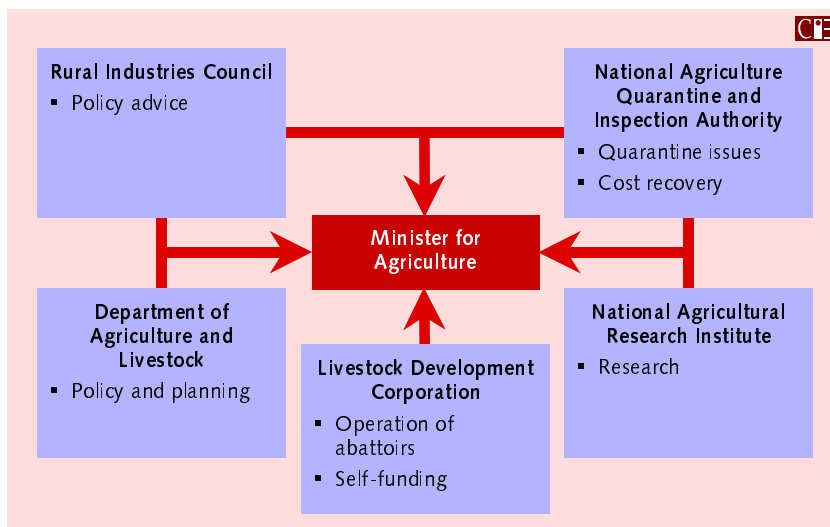 CIE
Rural Industries Council
▪ Policy advice
National Agriculture
Quarantine and
Inspection Authority
▪ Quarantine issues
▪ Cost recovery
Minister for
Agriculture
Department of
Agriculture and
Livestock
▪ Policy and planning
Livestock Development
Corporation
▪ Operation of
abattoirs
▪ Self-funding
National Agricultural
Research Institute
▪ Research